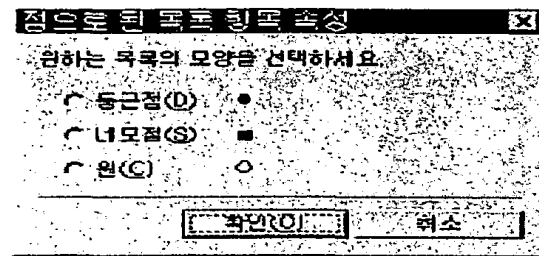 점으로 된 목록 항목 속성
원하는 목록의 모양을 선택하세요.
둥근점(D)
네모점(S)
원(C)
확인(O)
취소